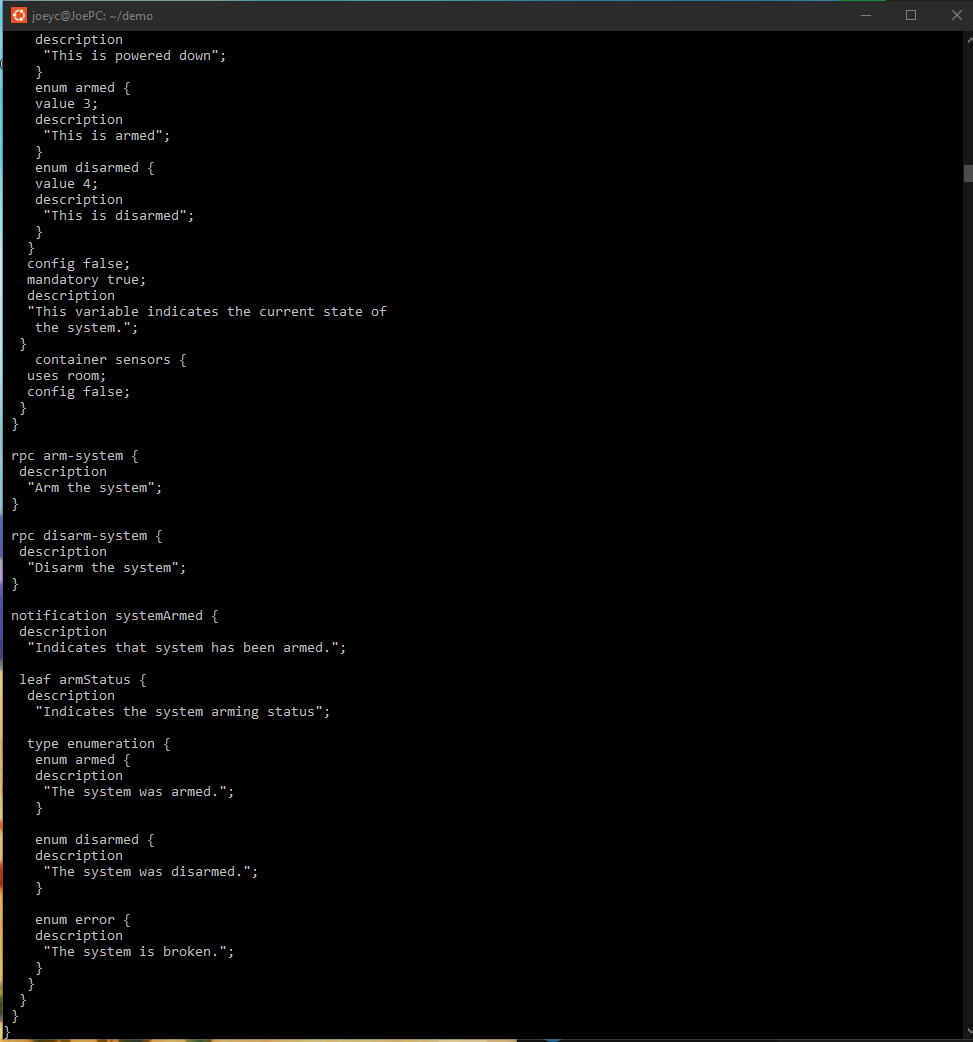 joeyc@JoePC: ~/demo
description
"This is powered down";
}
enum armed {
value 3;
description
"This is armed";
}
enum disarmed {
value 4;
description
"This is disarmed";
}
}
config false;
mandatory true;
description
"This variable indicates the current state of
the system.";
}
container sensors {
uses room;
config false;
}
}
rpc arm-system {
description
"Arm the system";
}
rpc disarm-system {
description
"Disarm the system";
}
notification systemArmed {
description
"Indicates that system has been armed.";
leaf armStatus {
description
"Indicates the system arming status";
type enumeration {
enum armed {
description
"The system was armed.";
}
enum disarmed {
description
"The system was disarmed.";
}
enum error {
description
"The system is broken.";
}
}
}
}
}